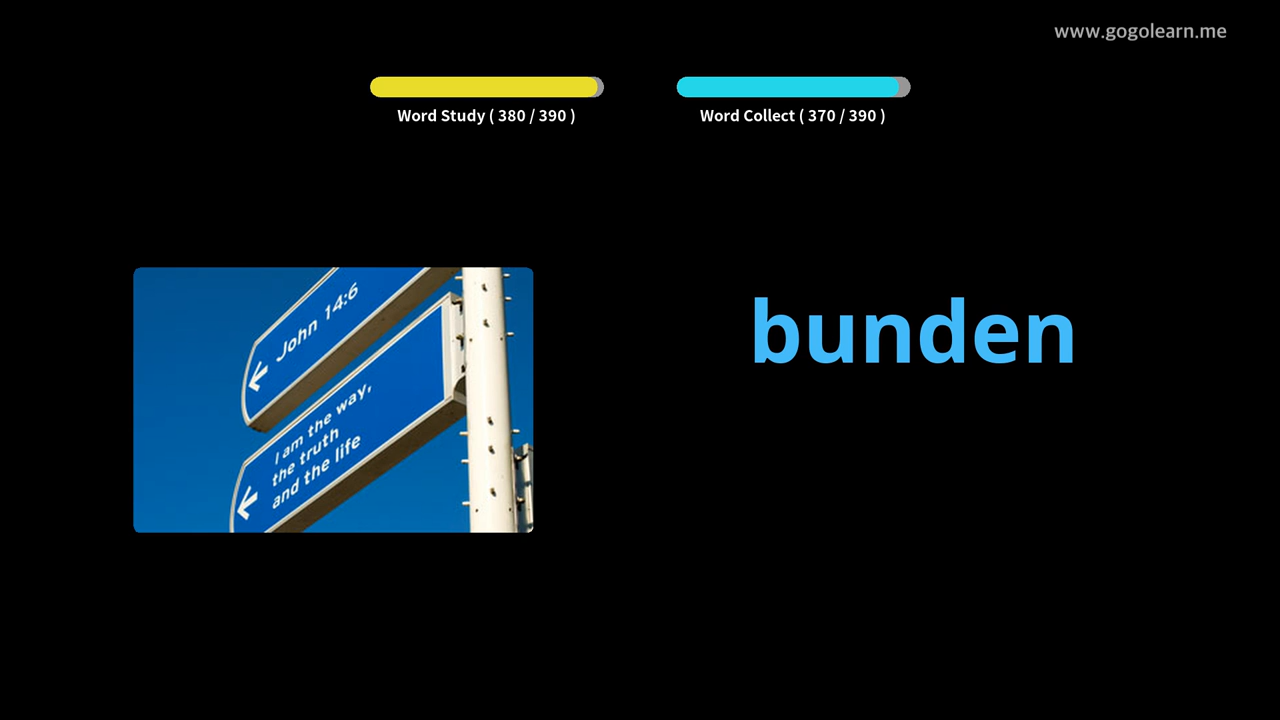 www.gogolearn.me
Word Study ( 380 / 390 )
Word Collect ( 370 / 390 )
John 14:6
I am the way,
the truth
and the life
bunden